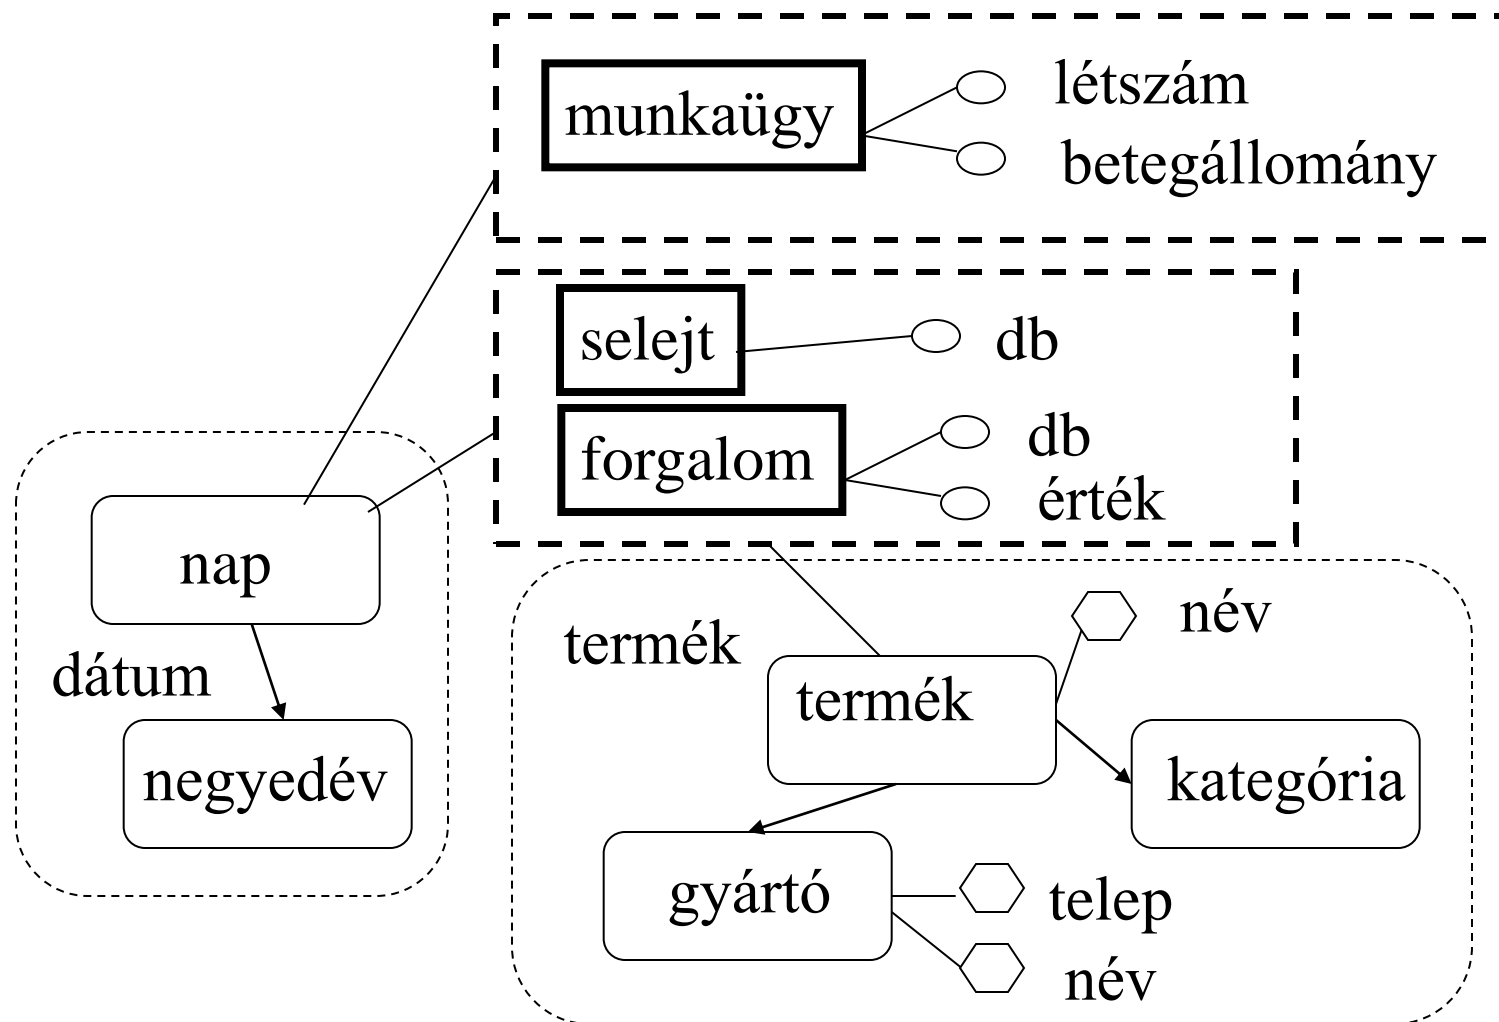 munkaügy
létszám
betegállomány
selejt
db
forgalom
db
érték
nap
dátum
negyedév
termék
termék
név
kategória
gyártó
telep
név